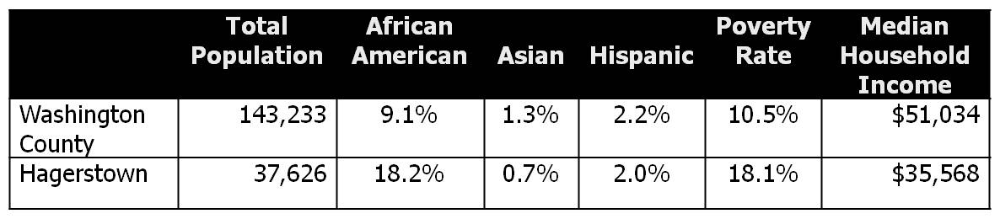 Total Population African American Asian Hispanic Poverty Rate Median Household Income
Washington County 143,233 9.1% 1.3% 2.2% 10.5% $51,034
Hagerstown 37,626 18.2% 0.7% 2.0% 18.1% $35,568